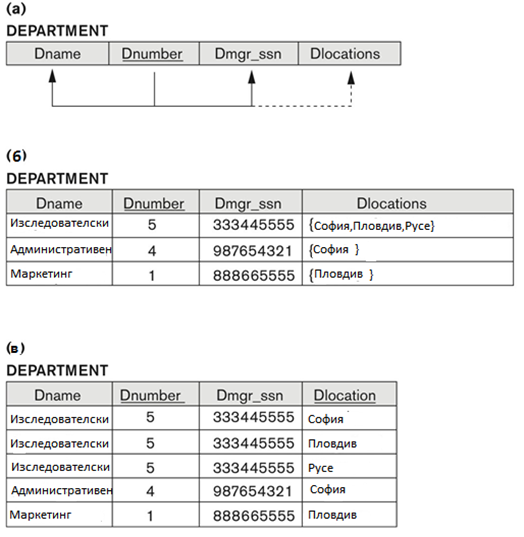 (а)
DEPARTMENT
Dname Dnumber Dmgr_ssn Dlocations
(б)
DEPARTMENT
Dname Dnumber Dmgr_ssn Dlocations
Изследователски 5 333445555 {София,Пловдив,Русе}
Административен 4 987654321 {София }
Маркетинг 1 888665555 {Пловдив }
(в)
DEPARTMENT
Dname Dnumber Dmgr_ssn Dlocation
Изследователски 5 333445555 София
Изследователски 5 333445555 Пловдив
Изследователски 5 333445555 Русе
Административен 4 987654321 София
Маркетинг 1 888665555 Пловдив